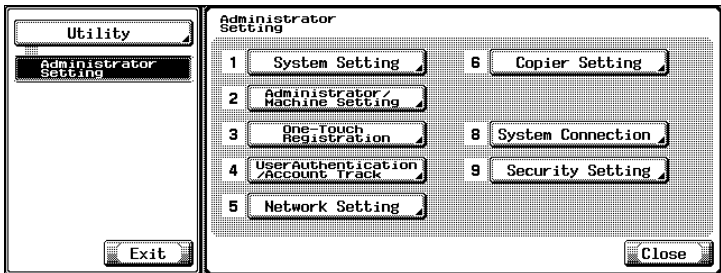 Utility
Administrator
Setting
Exit
Administrator
Setting
1 System Setting
2 Administrator/
Machine Setting
3 One-Touch
Registration
4 UserAuthentication
/Account Track
5 Network Setting
6 Copier Setting
8 System Connection
9 Security Setting
Close